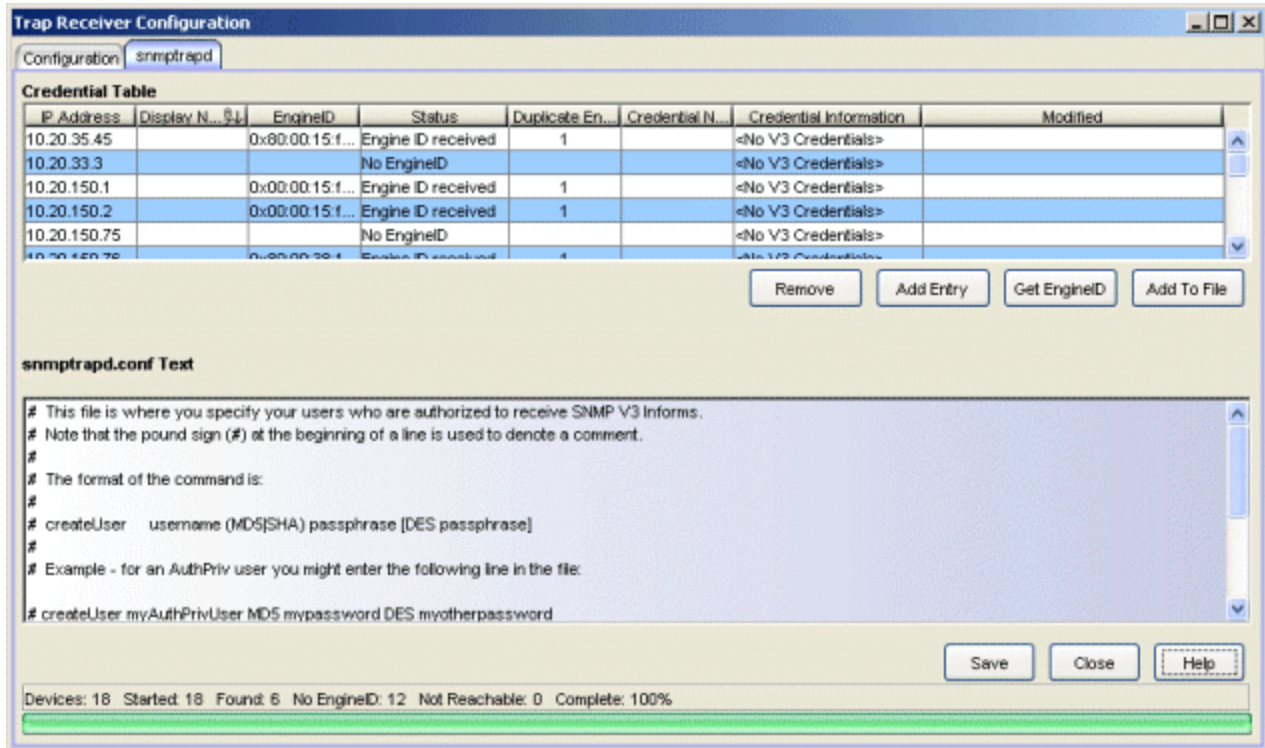 Trap Receiver Configuration
Configuration snmptrapd
Credential Table
IP Address Display N... EngineID Status Duplicate En... Credential N... Credential Information Modified
10.20.35.45 0x80:00:15:f... Engine ID received 1 <No V3 Credentials>
10.20.33.3 No EngineID <No V3 Credentials>
10.20.150.1 0x00:00:15:f... Engine ID received 1 <No V3 Credentials>
10.20.150.2 0x00:00:15:f... Engine ID received 1 <No V3 Credentials>
10.20.150.75 No EngineID <No V3 Credentials>
Engine ID received 1 <No V3 Credentials>
Remove Add Entry Get EngineID Add To File
snmptrapd.conf Text
# This file is where you specify your users who are authorized to receive SNMP V3 Informs.
# Note that the pound sign (#) at the beginning of a line is used to denote a comment.
#
# The format of the command is:
#
# createUser username (MD5|SHA) passphrase [DES passphrase]
#
# Example - for an AuthPriv user you might enter the following line in the file:
# createUser myAuthPrivUser MD5 mypassword DES myotherpassword
Save Close Help
Devices: 18 Started: 18 Found: 6 No EngineID: 12 Not Reachable: 0 Complete: 100%